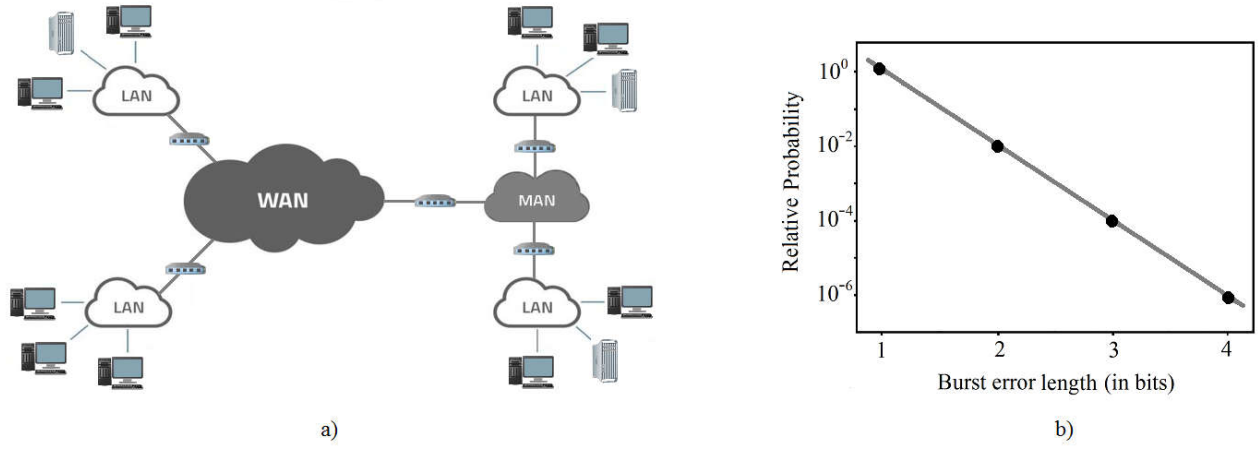 LAN
LAN
WAN
MAN
LAN
LAN
a)
Relative Probability
10^0
10^-2
10^-4
10^-6
1 2 3 4
Burst error length (in bits)
b)